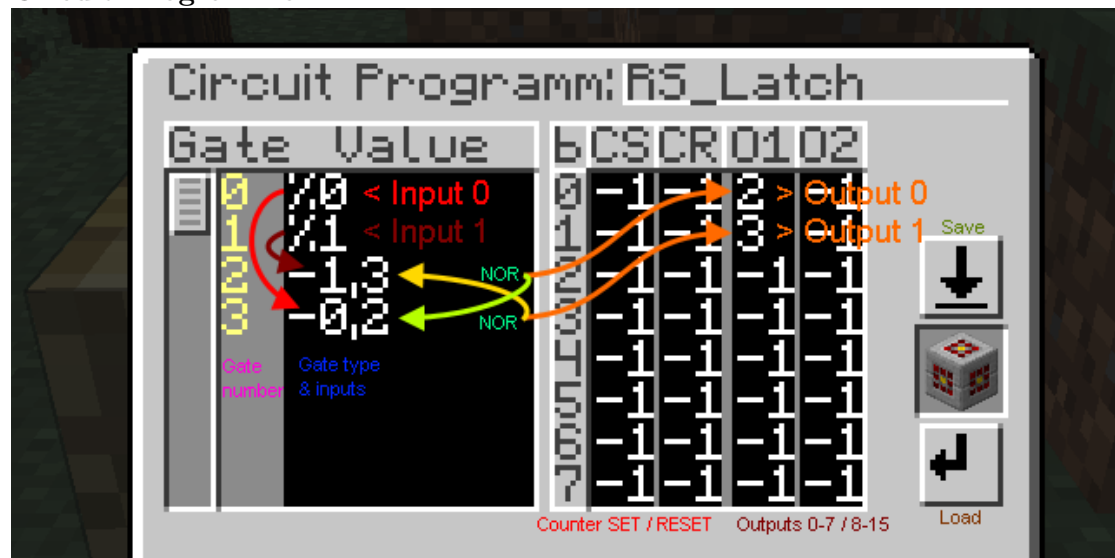 Circuit Programm: RS_Latch
Gate Value
b CS CR O1 O2
0 %0 < Input 0
1 %1 < Input 1
2 -1,3 NOR
3 -0,2 NOR
Gate number
Gate type & inputs
0 -1 -1 2 -1 > Output 0
1 -1 -1 3 -1 > Output 1
2 -1 -1 -1 -1
3 -1 -1 -1 -1
4 -1 -1 -1 -1
5 -1 -1 -1 -1
6 -1 -1 -1 -1
7 -1 -1 -1 -1
Save
Load
Counter SET / RESET
Outputs 0-7 / 8-15